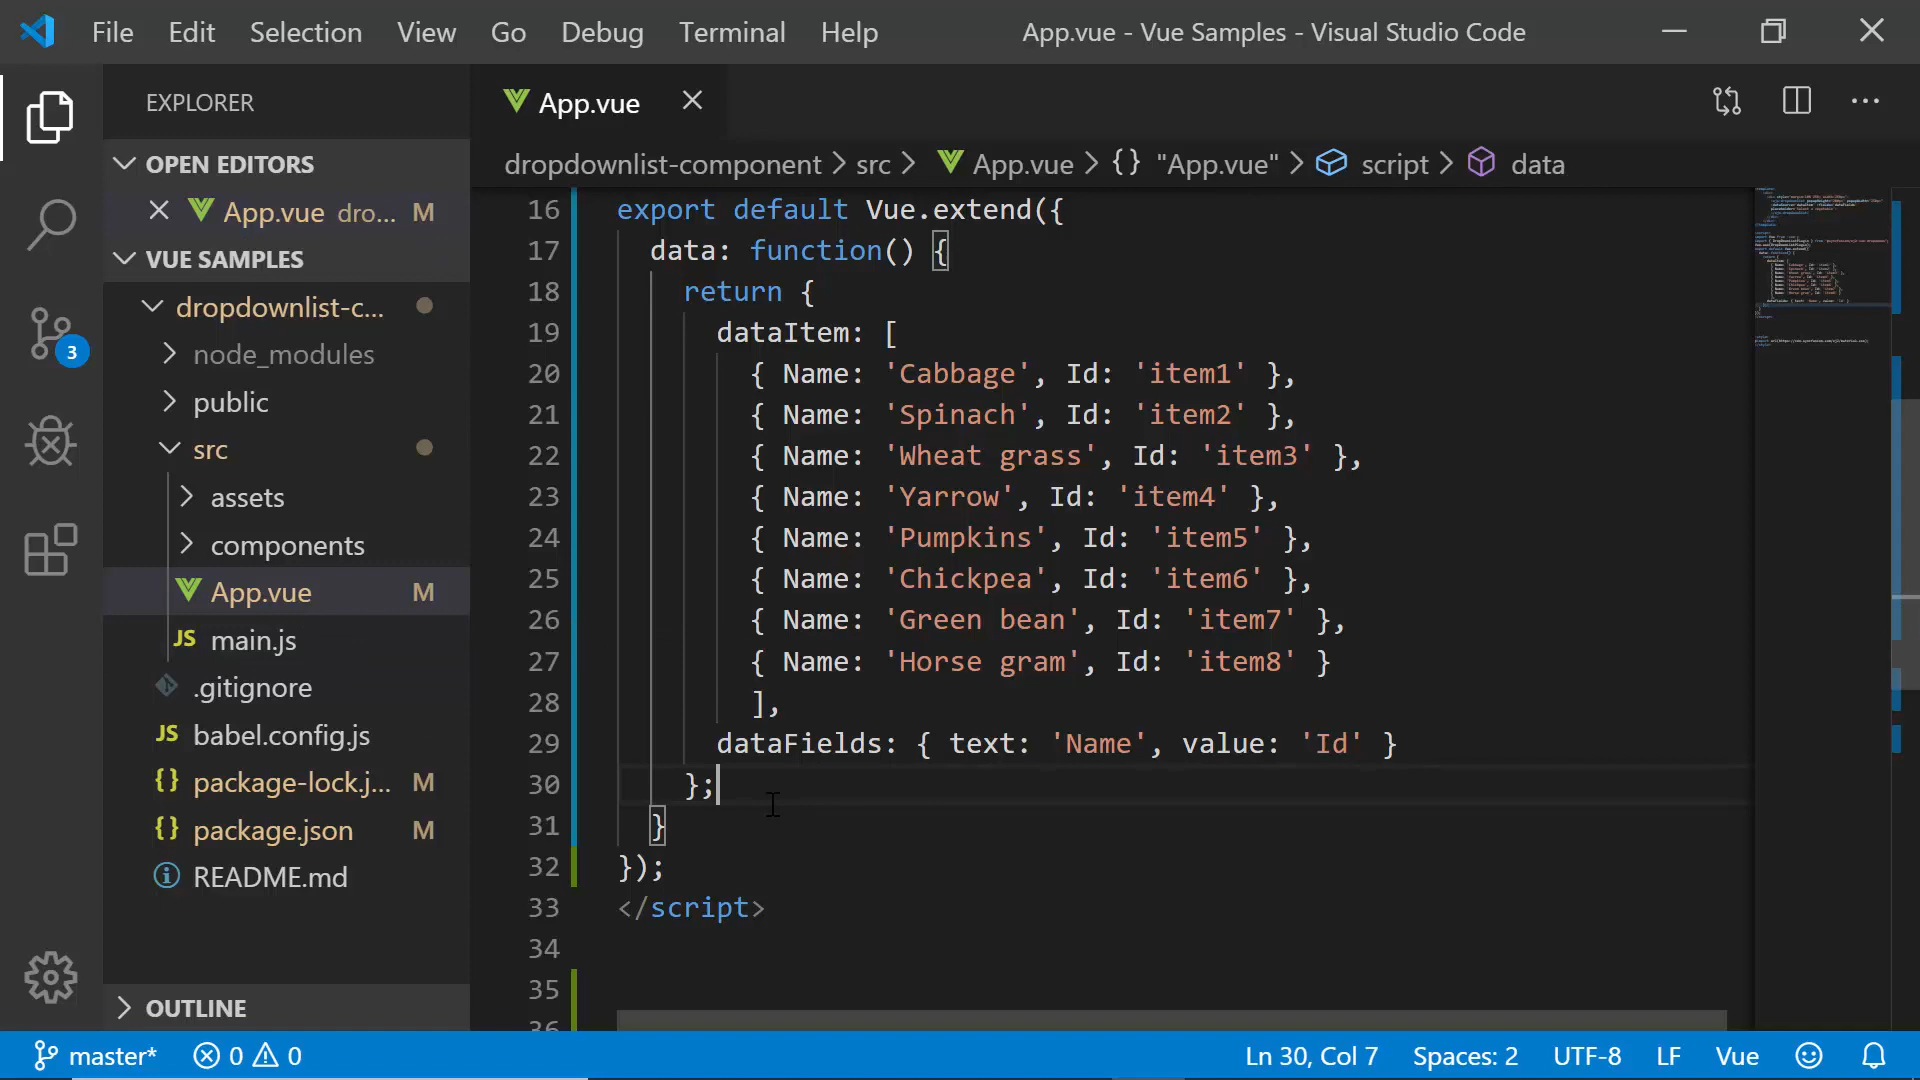 File Edit Selection View Go Debug Terminal Help App.vue - Vue Samples - Visual Studio Code
EXPLORER
OPEN EDITORS
App.vue dro... M
VUE SAMPLES
dropdownlist-c...
node_modules
public
src
assets
components
App.vue M
JS main.js
.gitignore
JS babel.config.js
{} package-lock.j... M
{} package.json M
README.md
OUTLINE
3
App.vue
dropdownlist-component > src > App.vue > {} "App.vue" > script > data
16 export default Vue.extend({
17 data: function() {
18 return {
19 dataItem: [
20 { Name: 'Cabbage', Id: 'item1' },
21 { Name: 'Spinach', Id: 'item2' },
22 { Name: 'Wheat grass', Id: 'item3' },
23 { Name: 'Yarrow', Id: 'item4' },
24 { Name: 'Pumpkins', Id: 'item5' },
25 { Name: 'Chickpea', Id: 'item6' },
26 { Name: 'Green bean', Id: 'item7' },
27 { Name: 'Horse gram', Id: 'item8' }
28 ],
29 dataFields: { text: 'Name', value: 'Id' }
30 };
31 }
32 });
33 </script>
34
35
36
master* 0 0 Ln 30, Col 7 Spaces: 2 UTF-8 LF Vue